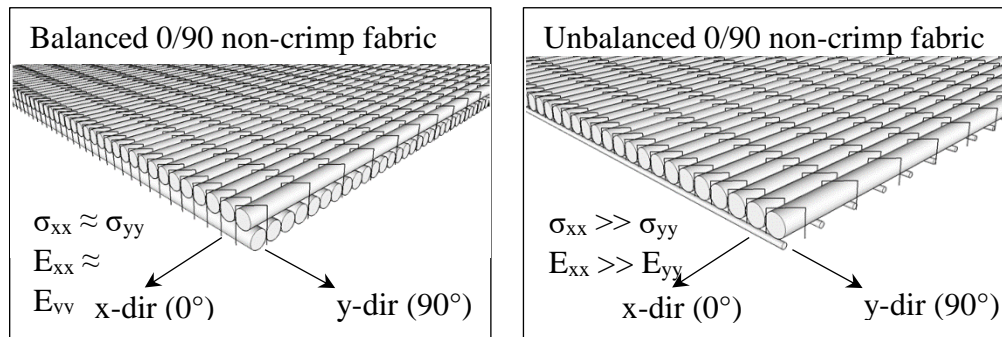 Balanced 0/90 non-crimp fabric
σxx ≈ σyy
Exx ≈
Eyy
x-dir (0°)
y-dir (90°)
Unbalanced 0/90 non-crimp fabric
σxx >> σyy
Exx >> Eyy
x-dir (0°)
y-dir (90°)